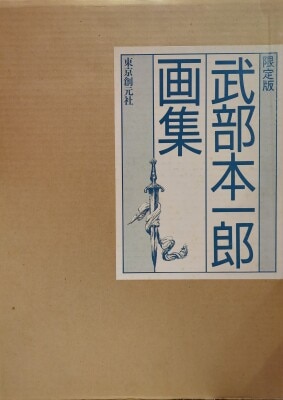 限定版
武部本一郎
画集
東京創元社